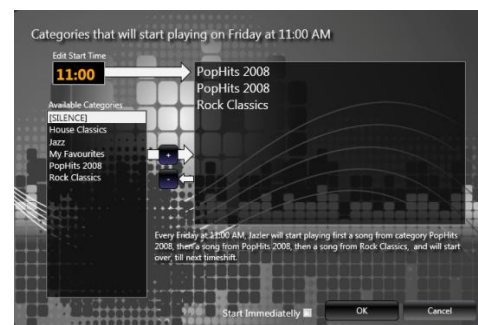 Categories that will start playing on Friday at 11:00 AM
Edit Start Time
11:00
PopHits 2008
PopHits 2008
Rock Classics
Available Categories
[SILENCE]
House Classics
Jazz
My Favourites
PopHits 2008
Rock Classics
+
-
Every Friday at 11:00 AM, Jazler will start playing first a song from category PopHits
2008, then a song from PopHits 2008, then a song from Rock Classics, and will start
over, till next timeshift.
Start Immediatelly
OK
Cancel